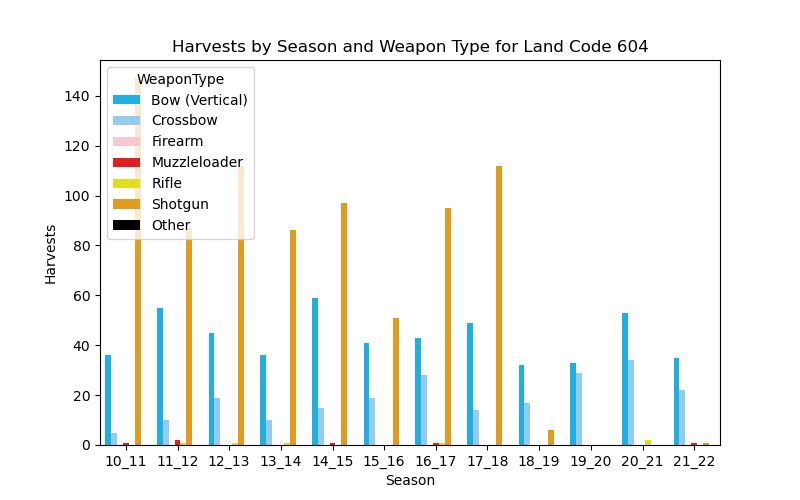 Harvests by Season and Weapon Type for Land Code 604
WeaponType
Bow (Vertical)
Crossbow
Firearm
Muzzleloader
Rifle
Shotgun
Other
140
120
100
80
60
40
20
0
Harvests
10_11 11_12 12_13 13_14 14_15 15_16 16_17 17_18 18_19 19_20 20_21 21_22
Season